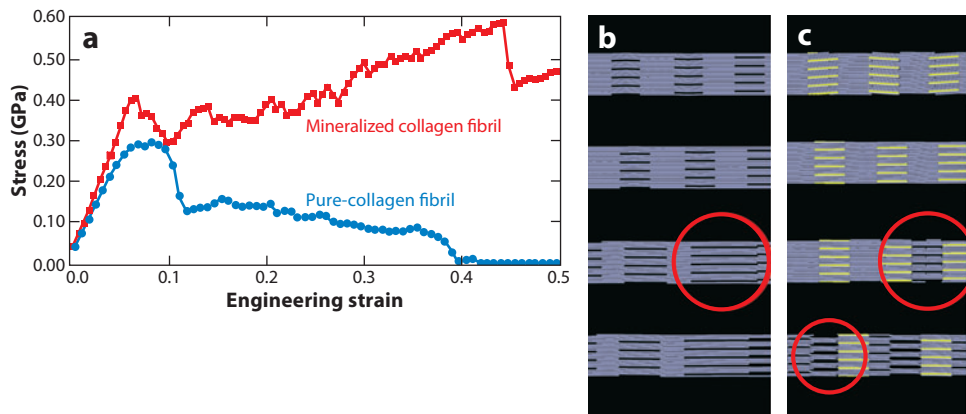 a
b
c
0.60
0.50
0.40
0.30
0.20
0.10
0.00
Stress (GPa)
Mineralized collagen fibril
Pure-collagen fibril
0.0 0.1 0.2 0.3 0.4 0.5
Engineering strain